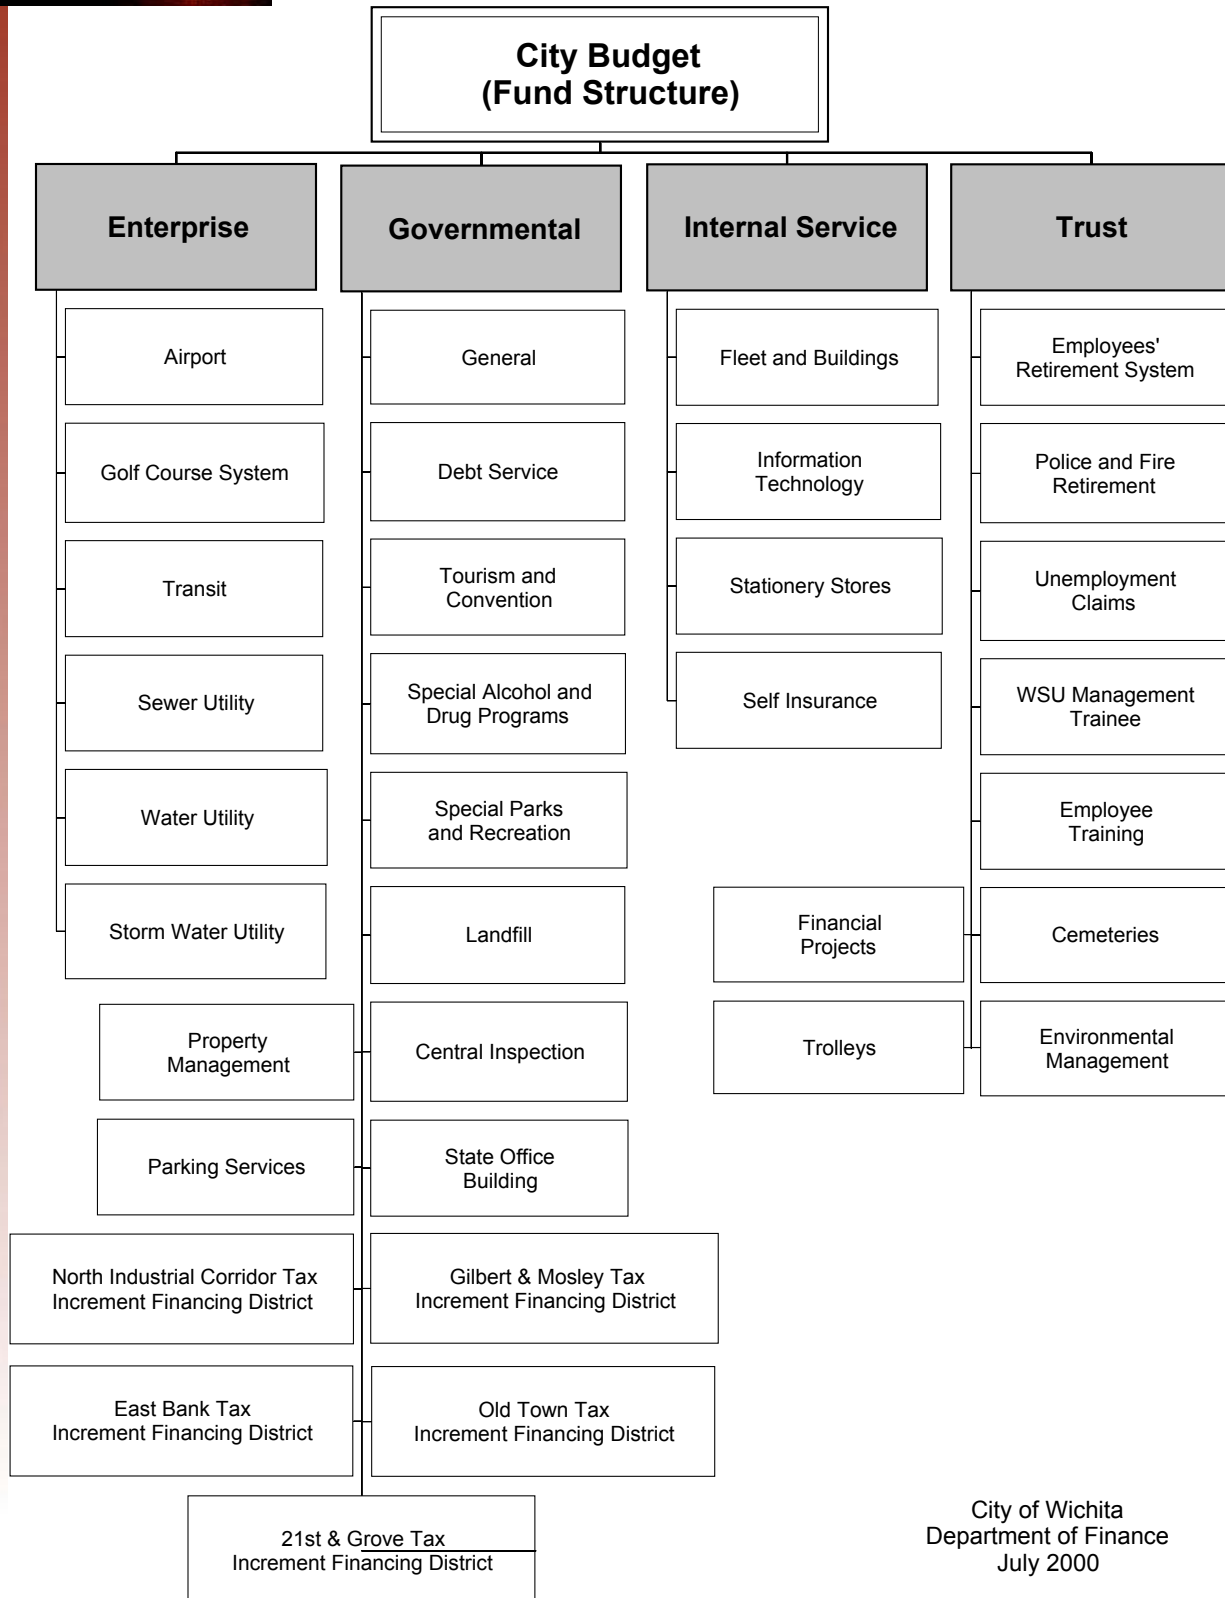 City Budget
(Fund Structure)
Enterprise
Governmental
Internal Service
Trust
Airport
Golf Course System
Transit
Sewer Utility
Water Utility
Storm Water Utility
General
Debt Service
Tourism and
Convention
Special Alcohol and
Drug Programs
Special Parks
and Recreation
Landfill
Property
Management
Central Inspection
Parking Services
State Office
Building
North Industrial Corridor Tax
Increment Financing District
Gilbert & Mosley Tax
Increment Financing District
East Bank Tax
Increment Financing District
Old Town Tax
Increment Financing District
21st & Grove Tax
Increment Financing District
Fleet and Buildings
Information
Technology
Stationery Stores
Self Insurance
Employees'
Retirement System
Police and Fire
Retirement
Unemployment
Claims
WSU Management
Trainee
Employee
Training
Financial
Projects
Cemeteries
Trolleys
Environmental
Management
City of Wichita
Department of Finance
July 2000